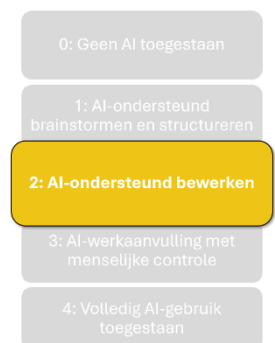 0: Geen AI toegestaan
1: AI-ondersteund
brainstormen en structureren
2: AI-ondersteund bewerken
3: AI-werkaanvulling met
menselijke controle
4: Volledig AI-gebruik
toegestaan